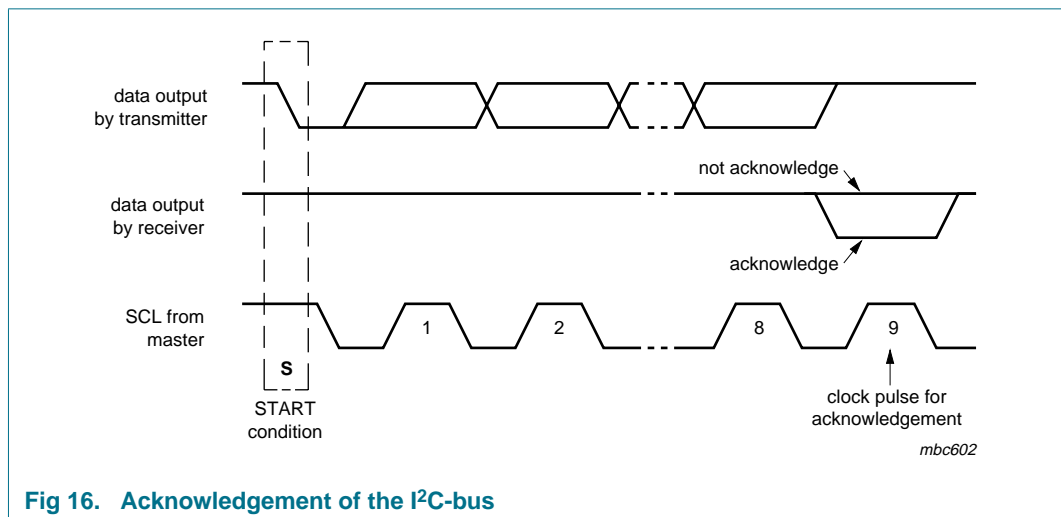 data output
by transmitter
not acknowledge
data output
by receiver
acknowledge
SCL from
master
1
2
8
9
S
START
condition
clock pulse for
acknowledgement
mbc602
Fig 16. Acknowledgement of the I²C-bus